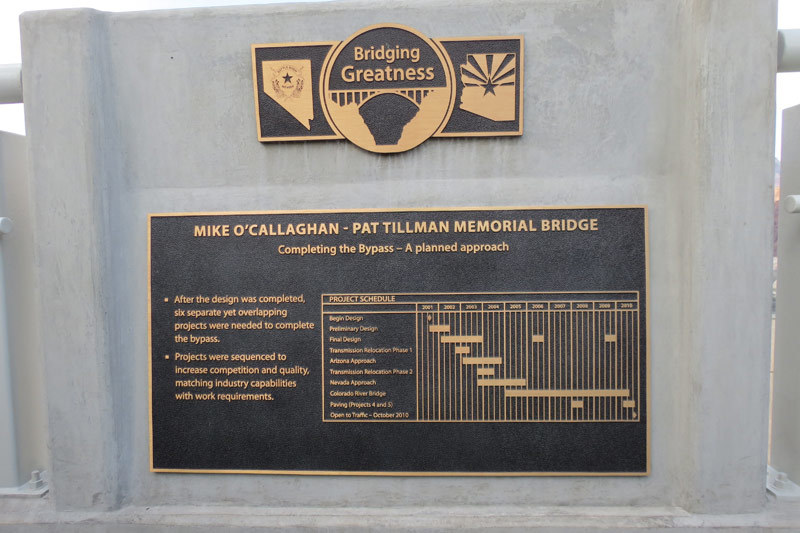 Bridging
Greatness
MIKE O'CALLAGHAN - PAT TILLMAN MEMORIAL BRIDGE
Completing the Bypass – A planned approach
▪ After the design was completed,
six separate yet overlapping
projects were needed to complete
the bypass.
▪ Projects were sequenced to
increase competition and quality,
matching industry capabilities
with work requirements.
PROJECT SCHEDULE
2001 2002 2003 2004 2005 2006 2007 2008 2009 2010
Begin Design
Preliminary Design
Final Design
Transmission Relocation Phase 1
Arizona Approach
Transmission Relocation Phase 2
Nevada Approach
Colorado River Bridge
Paving (Projects 4 and 5)
Open to Traffic – October 2010